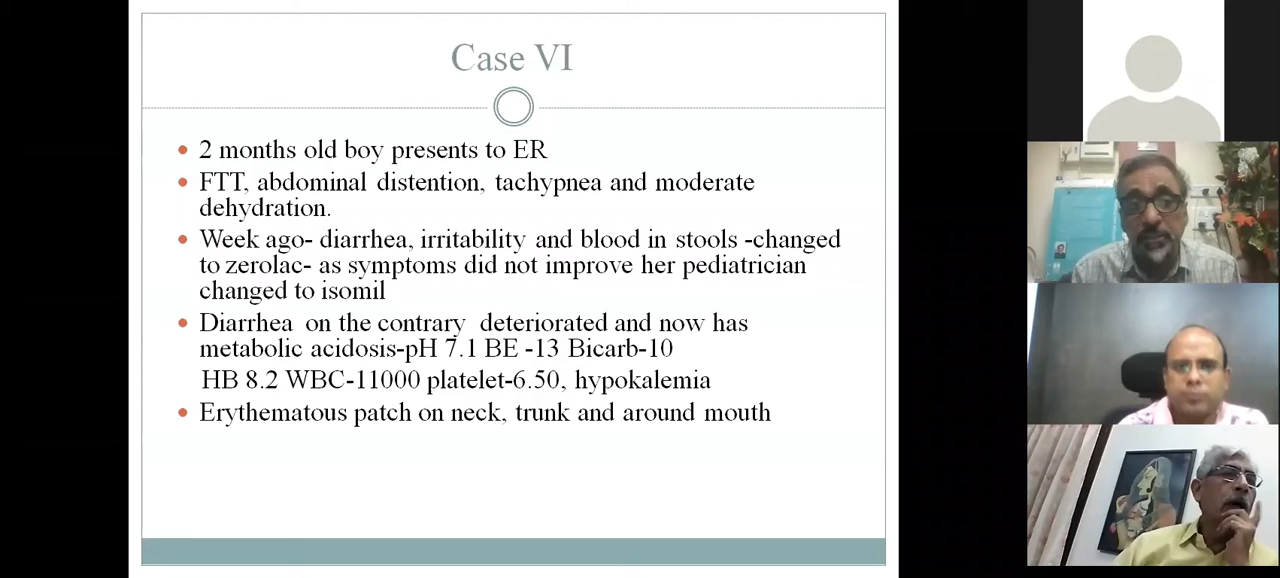 Case VI
2 months old boy presents to ER
FTT, abdominal distention, tachypnea and moderate
dehydration.
Week ago- diarrhea, irritability and blood in stools -changed
to zerolac- as symptoms did not improve her pediatrician
changed to isomil
Diarrhea on the contrary deteriorated and now has
metabolic acidosis-pH 7.1 BE -13 Bicarb-10
HB 8.2 WBC-11000 platelet-6.50, hypokalemia
Erythematous patch on neck, trunk and around mouth